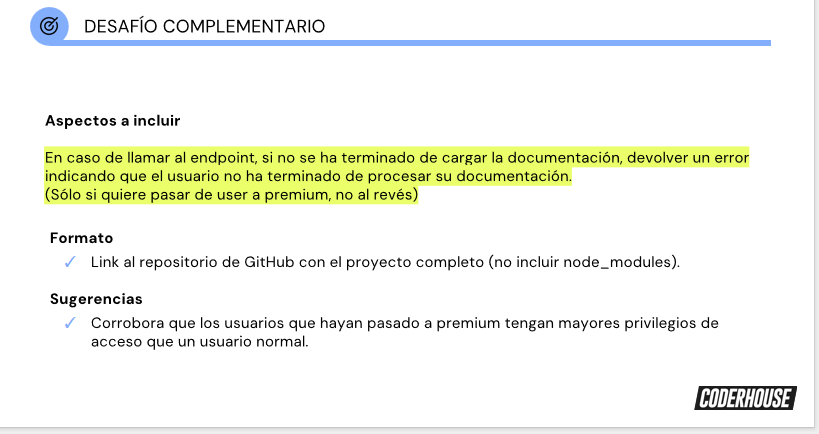 DESAFÍO COMPLEMENTARIO
Aspectos a incluir
En caso de llamar al endpoint, si no se ha terminado de cargar la documentación, devolver un error
indicando que el usuario no ha terminado de procesar su documentación.
(Sólo si quiere pasar de user a premium, no al revés)
Formato
✓ Link al repositorio de GitHub con el proyecto completo (no incluir node_modules).
Sugerencias
✓ Corrobora que los usuarios que hayan pasado a premium tengan mayores privilegios de
acceso que un usuario normal.
CODERHOUSE